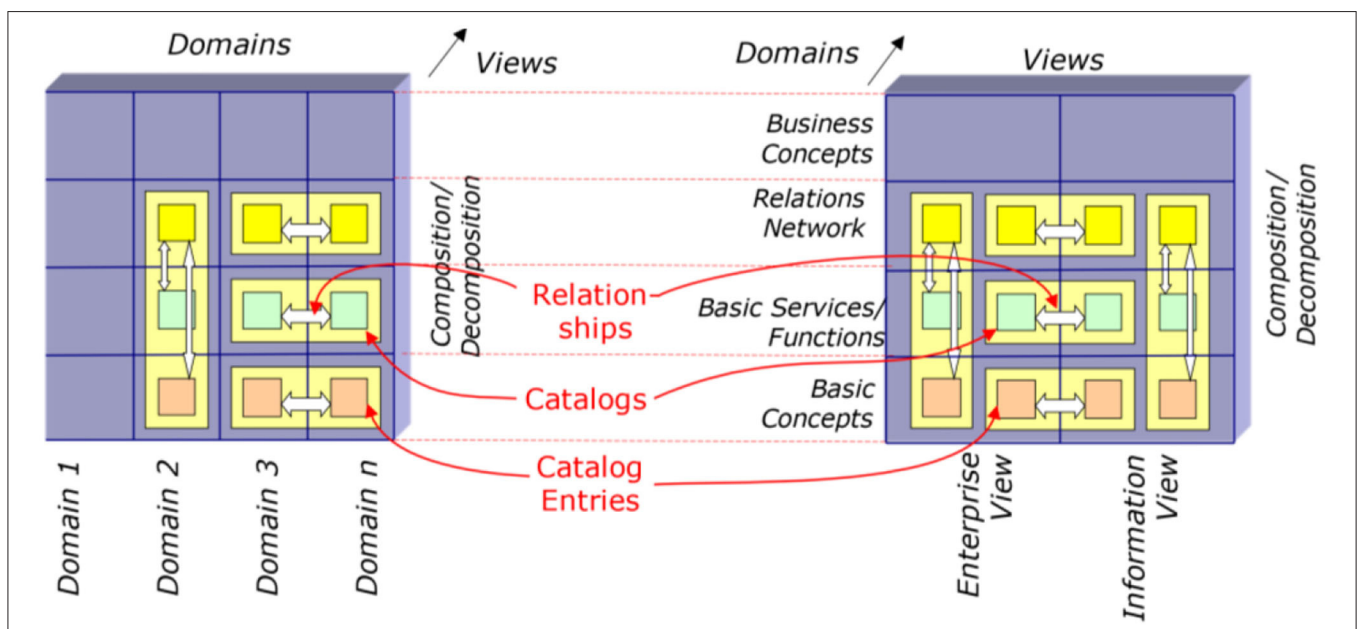 Domains
Views
Domains
Views
Business
Concepts
Relations
Network
Basic Services/
Functions
Basic
Concepts
Composition/
Decomposition
Composition/
Decomposition
Relation
ships
Catalogs
Catalog
Entries
Domain 1
Domain 2
Domain 3
Domain n
Enterprise
View
Information
View